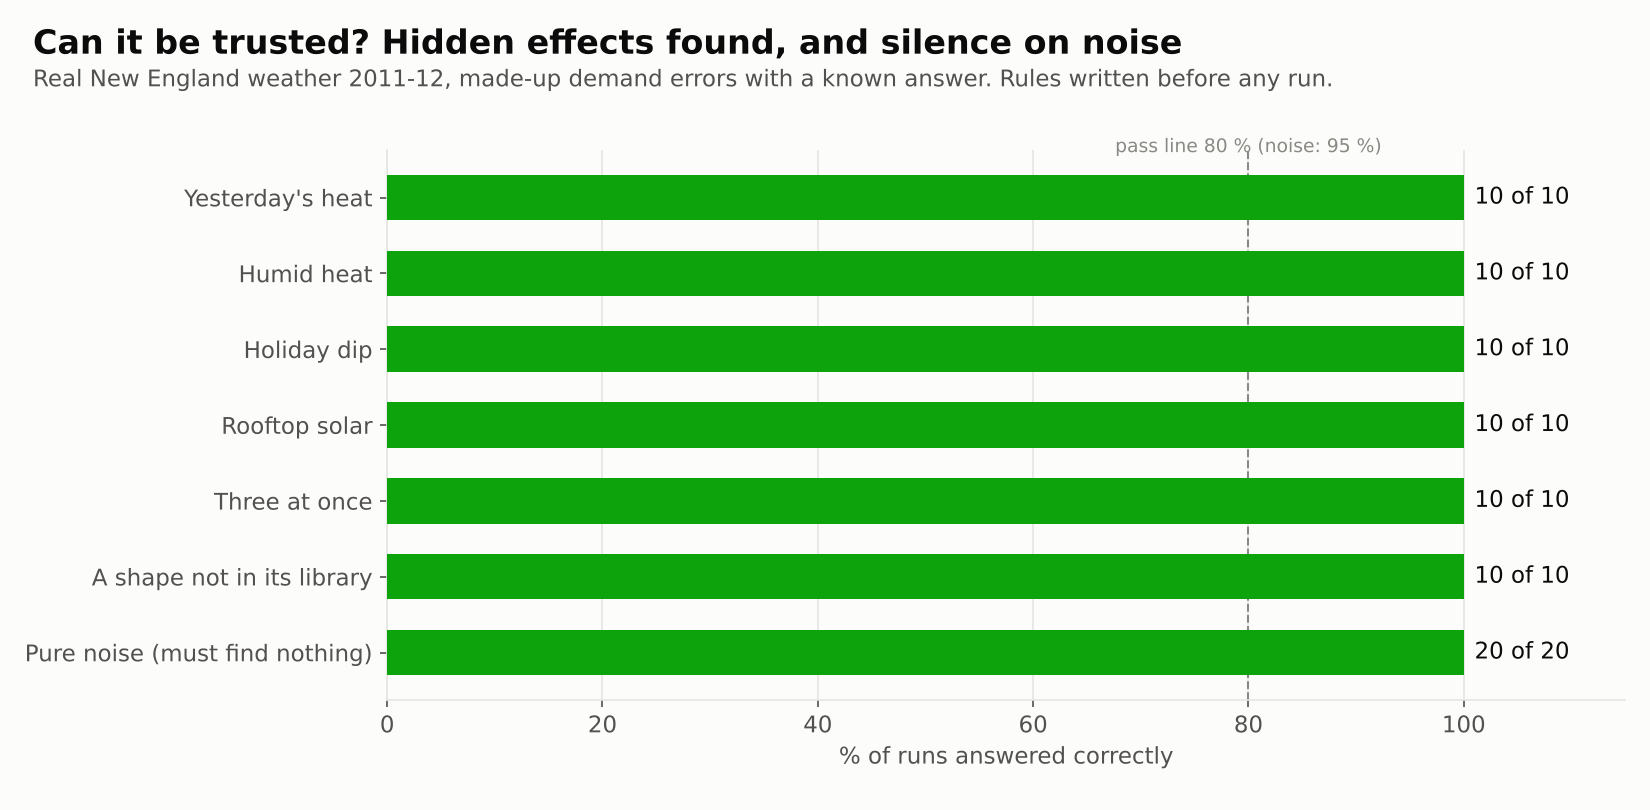 Can it be trusted? Hidden effects found, and silence on noise
Real New England weather 2011-12, made-up demand errors with a known answer. Rules written before any run.
pass line 80 % (noise: 95 %)
Yesterday's heat 10 of 10
Humid heat 10 of 10
Holiday dip 10 of 10
Rooftop solar 10 of 10
Three at once 10 of 10
A shape not in its library 10 of 10
Pure noise (must find nothing) 20 of 20
0 20 40 60 80 100
% of runs answered correctly